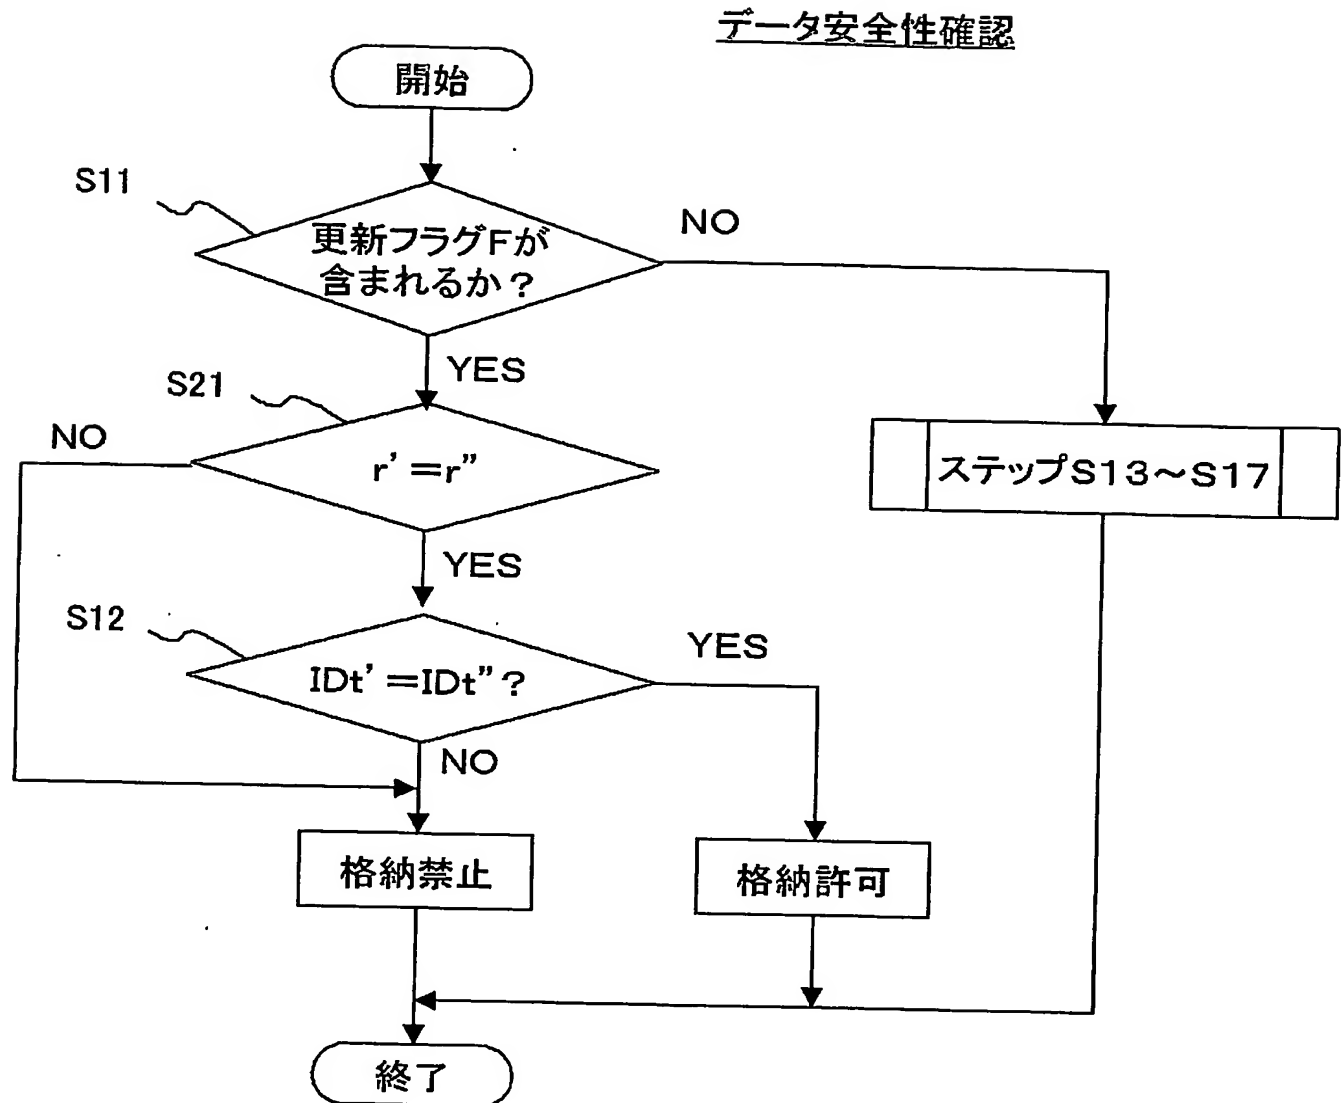 データ安全性確認
開始
S11
更新フラグFが
含まれるか？
NO
YES
S21
NO
r’＝r”
ステップS13～S17
YES
S12
IDt’＝IDt”？
YES
NO
格納禁止
格納許可
終了